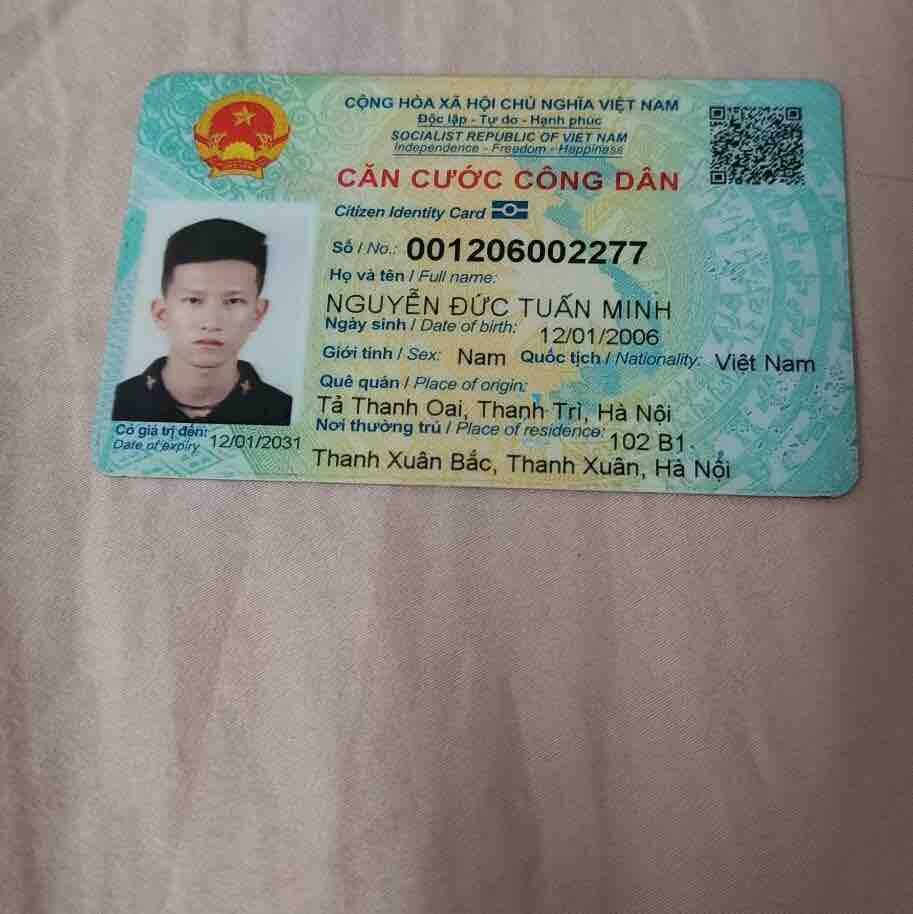 CỘNG HÒA XÃ HỘI CHỦ NGHĨA VIỆT NAM
Độc lập - Tự do - Hạnh phúc
SOCIALIST REPUBLIC OF VIET NAM
Independence - Freedom - Happiness
CĂN CƯỚC CÔNG DÂN
Citizen Identity Card
Số / No.: 001206002277
Họ và tên / Full name:
NGUYỄN ĐỨC TUẤN MINH
Ngày sinh / Date of birth: 12/01/2006
Giới tính / Sex: Nam Quốc tịch / Nationality: Việt Nam
Quê quán / Place of origin:
Tả Thanh Oai, Thanh Trì, Hà Nội
Nơi thường trú / Place of residence: 102 B1
Thanh Xuân Bắc, Thanh Xuân, Hà Nội
Có giá trị đến: 12/01/2031
Date of expiry